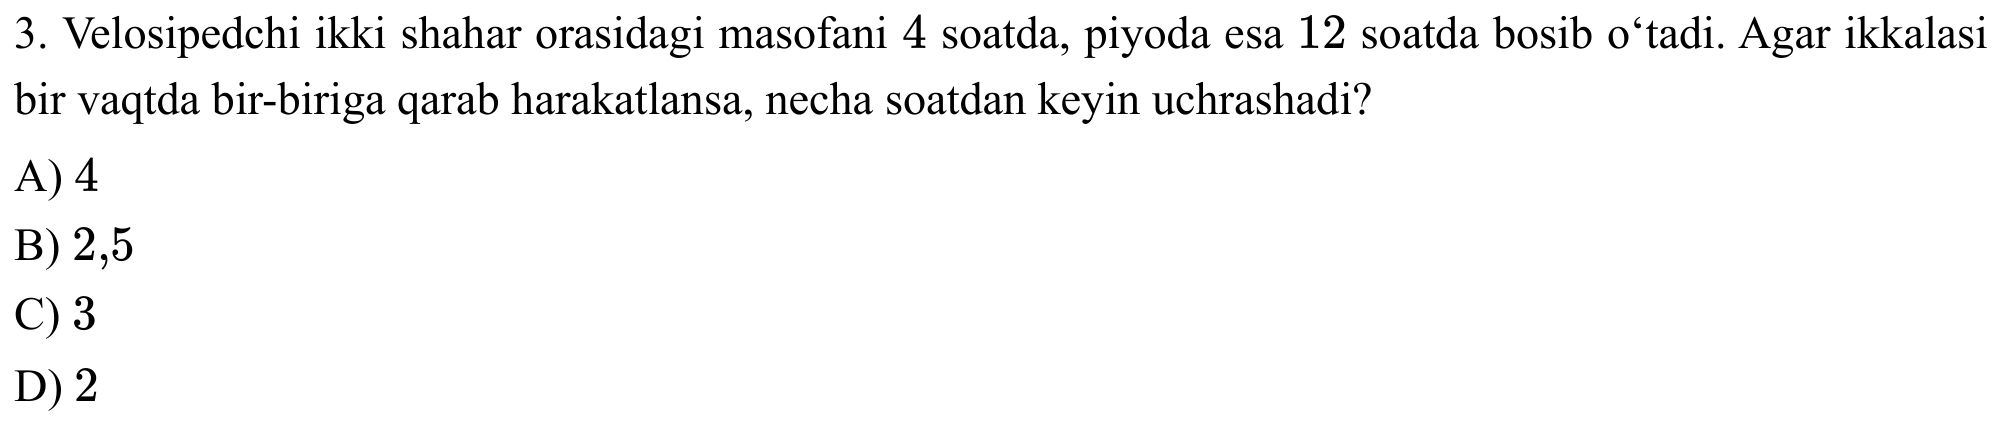 3. Velosipedchi ikki shahar orasidagi masofani 4 soatda, piyoda esa 12 soatda bosib o‘tadi. Agar ikkalasi
bir vaqtda bir-biriga qarab harakatlansa, necha soatdan keyin uchrashadi?
A) 4
B) 2,5
C) 3
D) 2